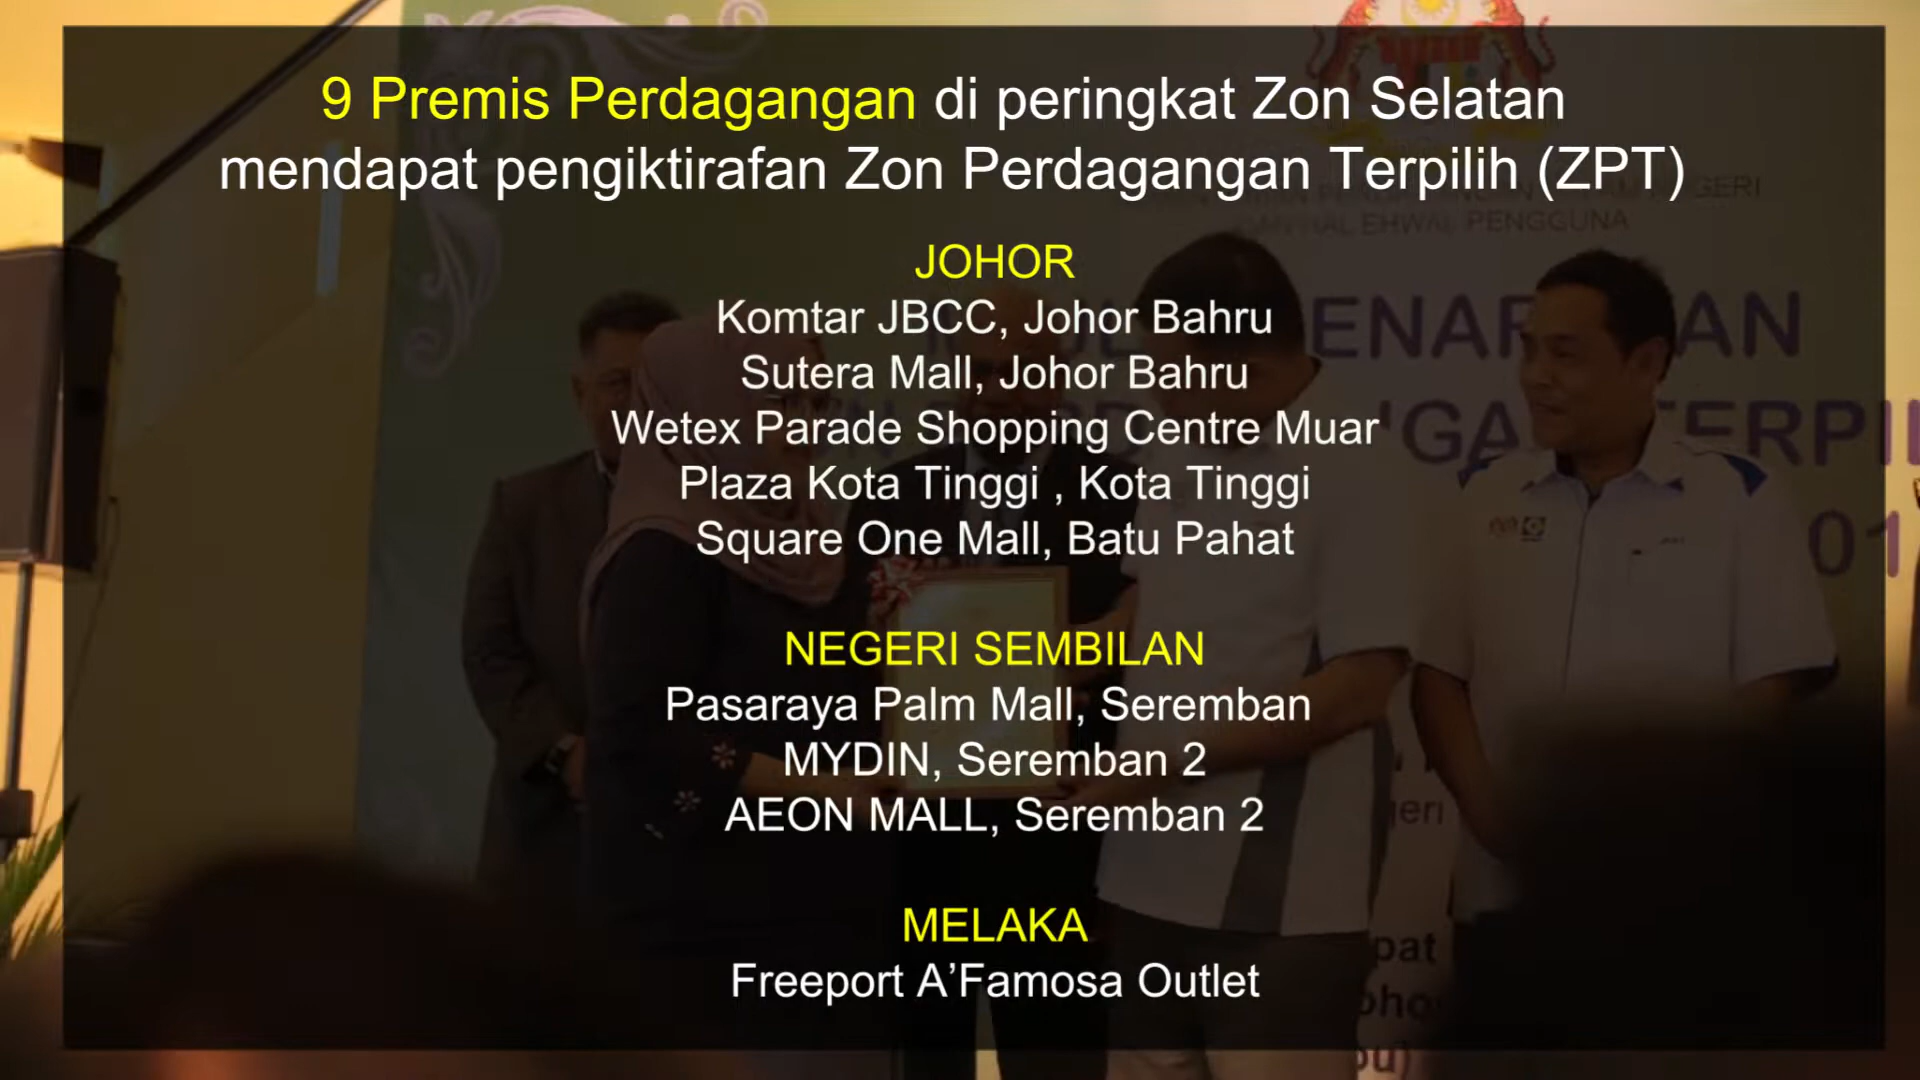 9 Premis Perdagangan di peringkat Zon Selatan
mendapat pengiktirafan Zon Perdagangan Terpilih (ZPT)
JOHOR
Komtar JBCC, Johor Bahru
Sutera Mall, Johor Bahru
Wetex Parade Shopping Centre Muar
Plaza Kota Tinggi , Kota Tinggi
Square One Mall, Batu Pahat
NEGERI SEMBILAN
Pasaraya Palm Mall, Seremban
MYDIN, Seremban 2
AEON MALL, Seremban 2
MELAKA
Freeport A’Famosa Outlet
EHWAL PENGGUNA